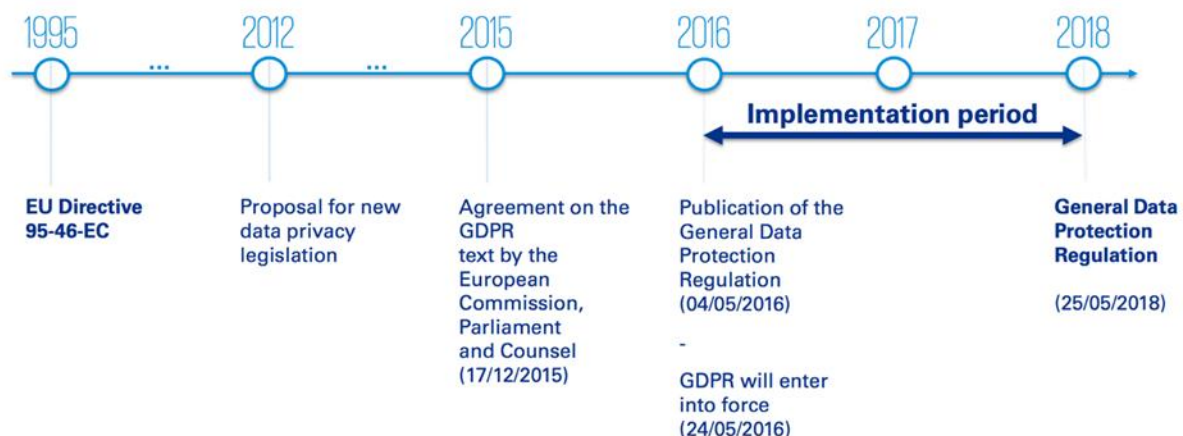 1995
2012
2015
2016
2017
2018
...
...
Implementation period
EU Directive
95-46-EC
Proposal for new
data privacy
legislation
Agreement on the
GDPR
text by the
European
Commission,
Parliament
and Counsel
(17/12/2015)
Publication of the
General Data
Protection
Regulation
(04/05/2016)
-
GDPR will enter
into force
(24/05/2016)
General Data
Protection
Regulation
(25/05/2018)